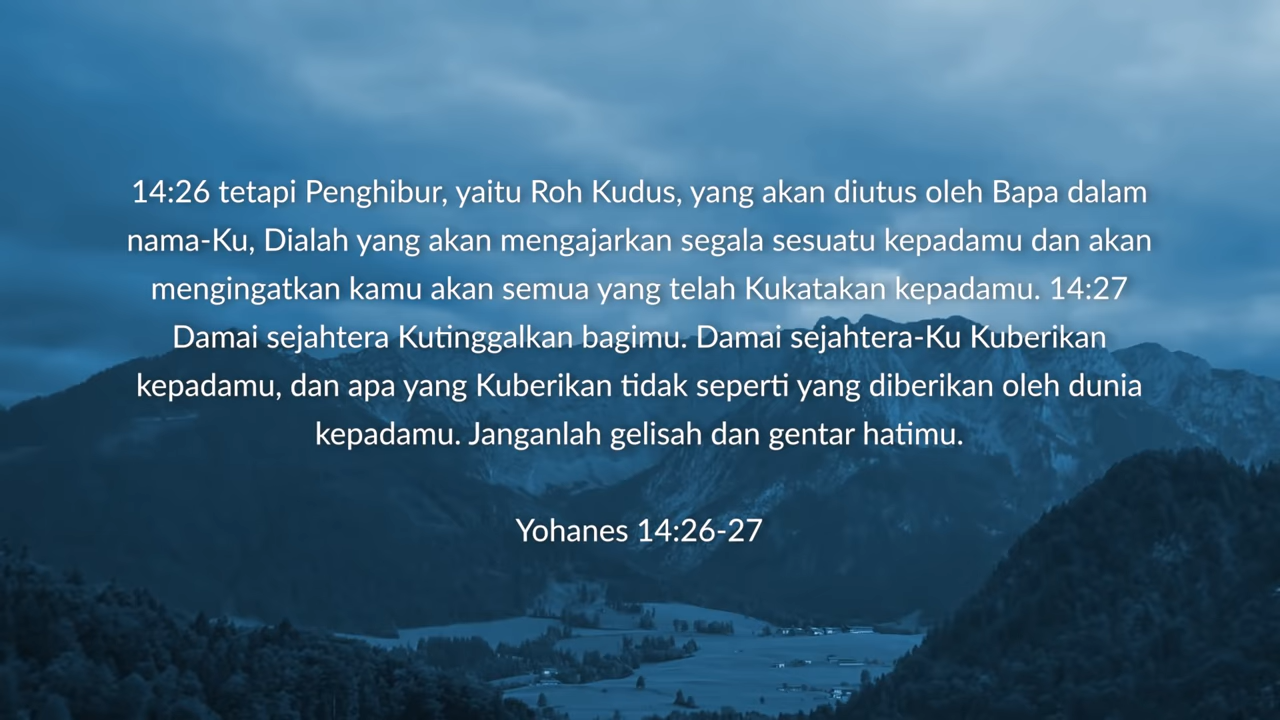 14:26 tetapi Penghibur, yaitu Roh Kudus, yang akan diutus oleh Bapa dalam
nama-Ku, Dialah yang akan mengajarkan segala sesuatu kepadamu dan akan
mengingatkan kamu akan semua yang telah Kukatakan kepadamu. 14:27
Damai sejahtera Kutinggalkan bagimu. Damai sejahtera-Ku Kuberikan
kepadamu, dan apa yang Kuberikan tidak seperti yang diberikan oleh dunia
kepadamu. Janganlah gelisah dan gentar hatimu.
Yohanes 14:26-27